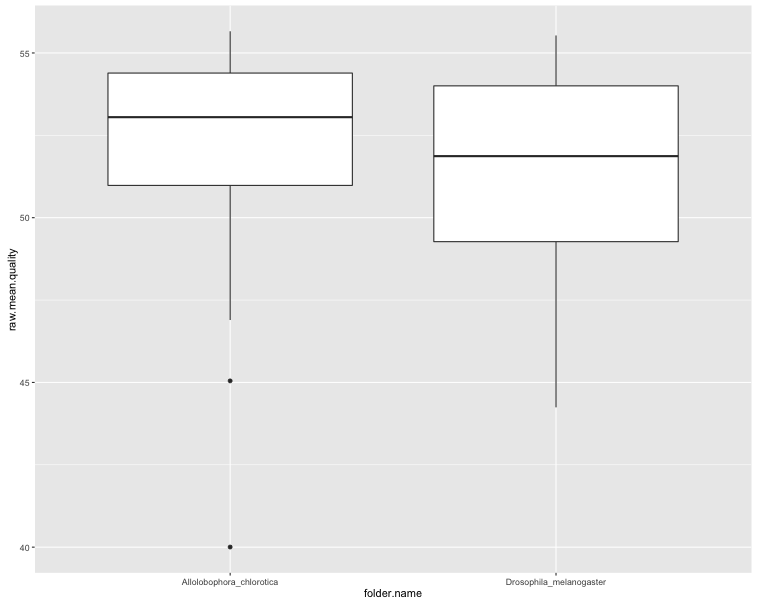 55
50
45
40
raw.mean.quality
Allolobophora_chlorotica
Drosophila_melanogaster
folder.name